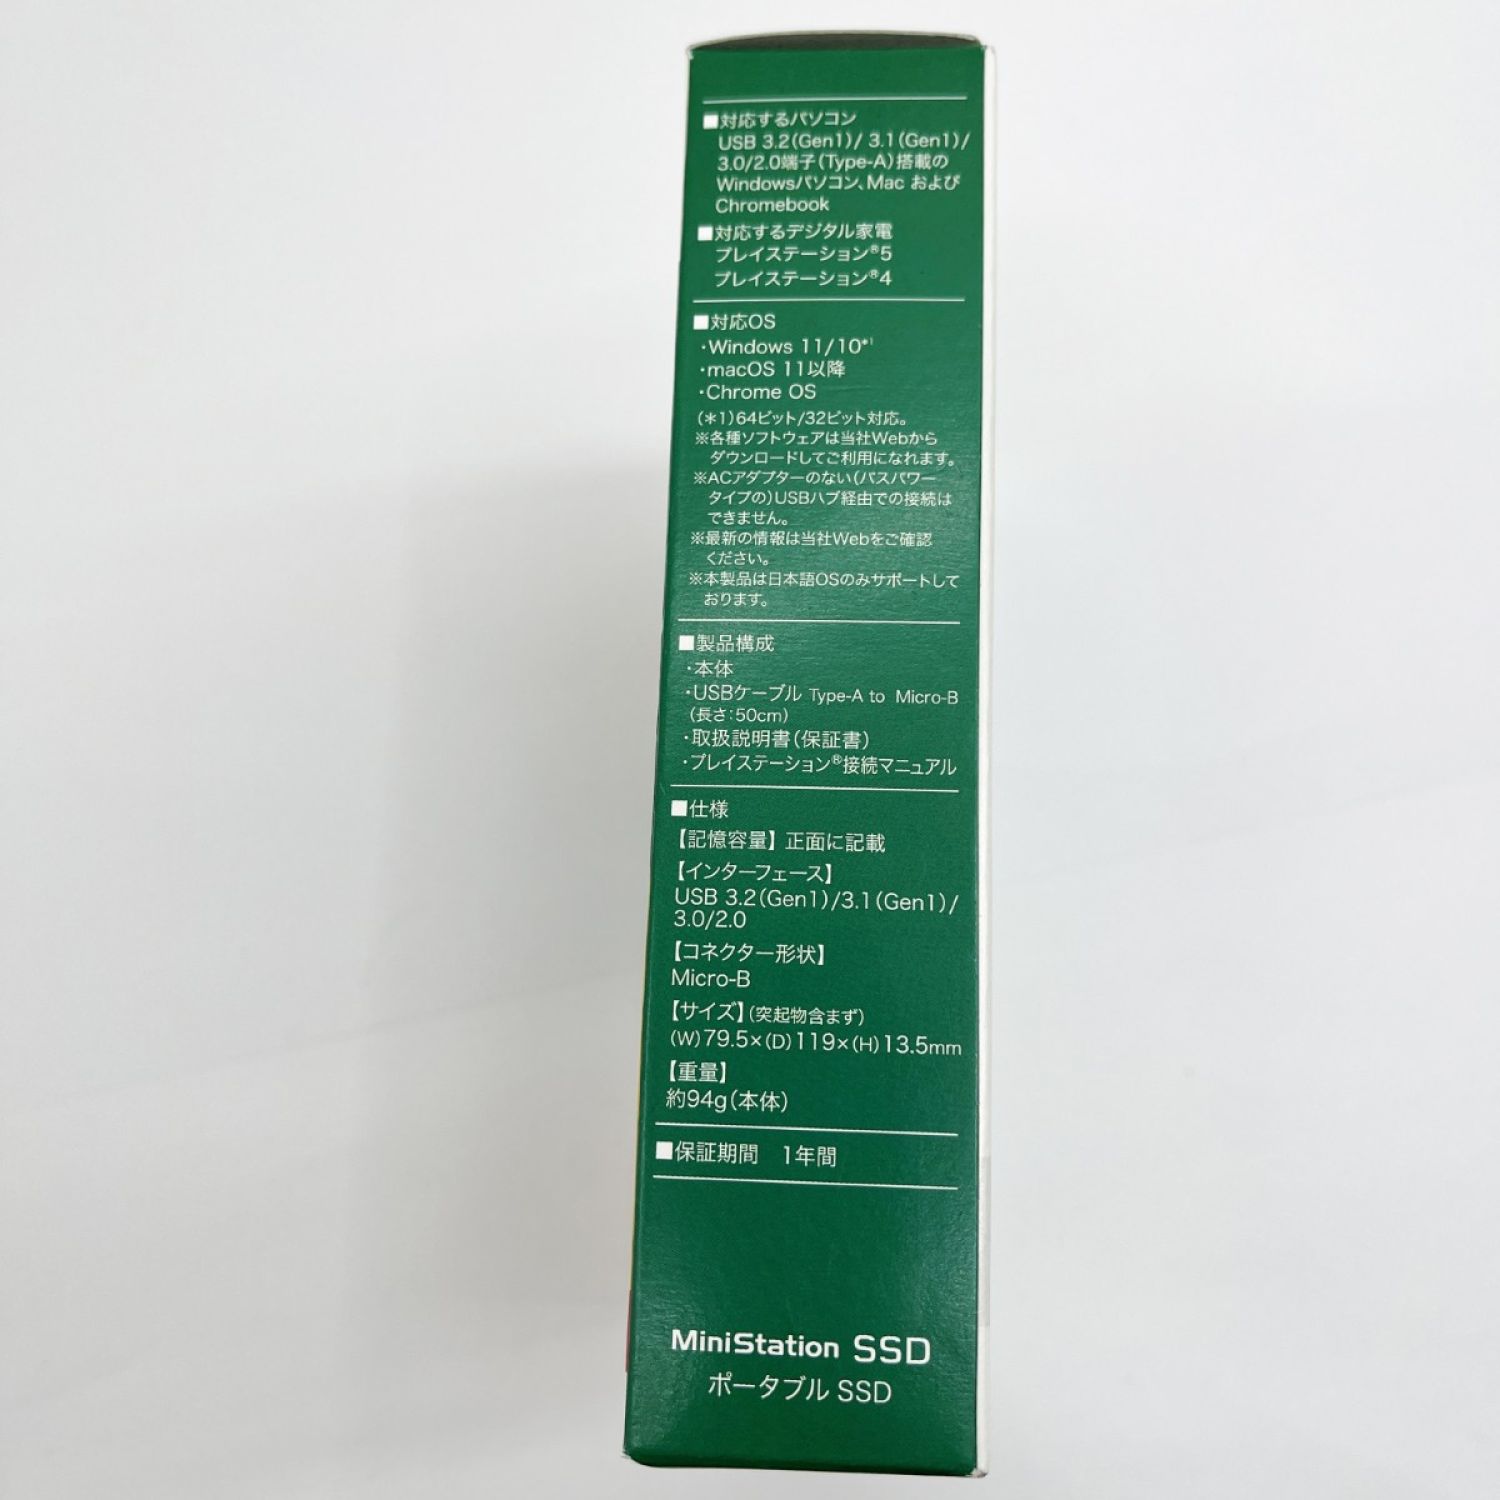 ■対応するパソコン
USB 3.2(Gen1)/ 3.1(Gen1)/
3.0/2.0端子(Type-A)搭載の
Windowsパソコン、Mac および
Chromebook
■対応するデジタル家電
プレイステーション®5
プレイステーション®4
■対応OS
・Windows 11/10*1
・macOS 11以降
・Chrome OS
(*1)64ビット/32ビット対応。
※各種ソフトウェアは当社Webから
ダウンロードしてご利用になれます。
※ACアダプターのない(バスパワー
タイプの)USBハブ経由での接続は
できません。
※最新の情報は当社Webをご確認
ください。
※本製品は日本語OSのみサポートして
おります。
■製品構成
・本体
・USBケーブル Type-A to Micro-B
(長さ:50cm)
・取扱説明書(保証書)
・プレイステーション®接続マニュアル
■仕様
【記憶容量】正面に記載
【インターフェース】
USB 3.2(Gen1)/3.1(Gen1)/
3.0/2.0
【コネクター形状】
Micro-B
【サイズ】(突起物含まず)
(W)79.5×(D)119×(H)13.5mm
【重量】
約94g(本体)
■保証期間 1年間
MiniStation SSD
ポータブル SSD